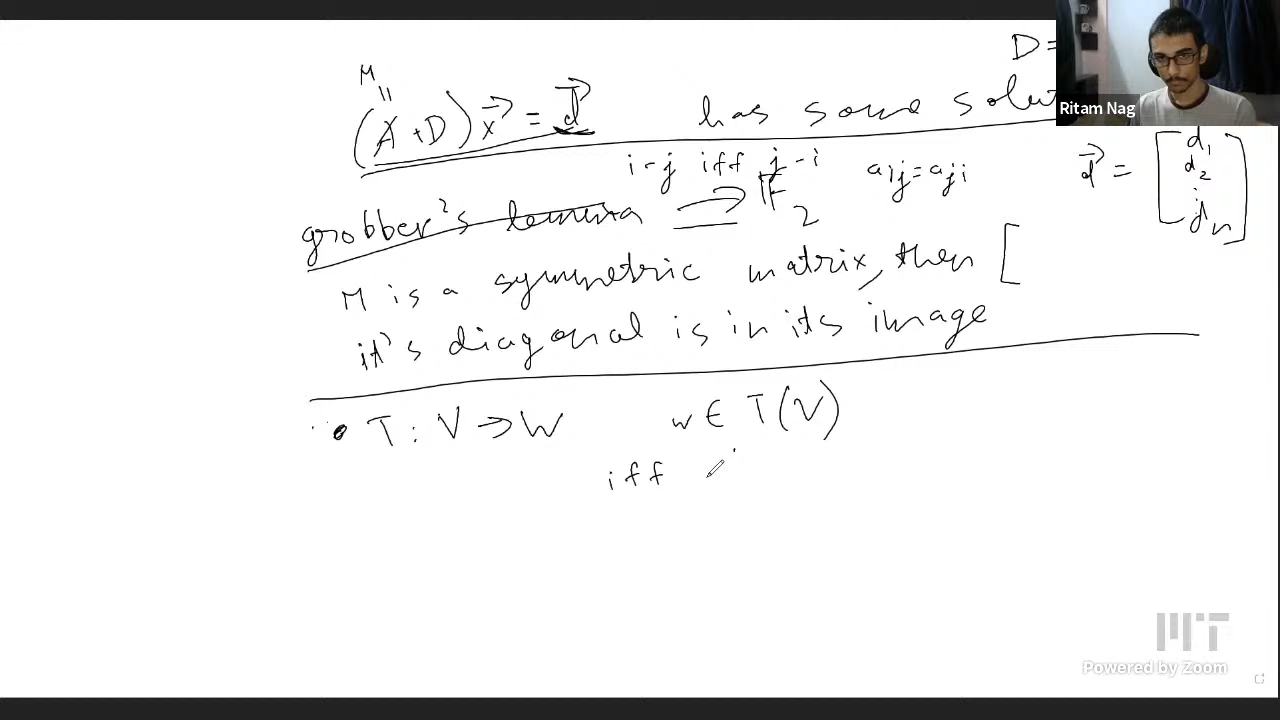 D =
M
||
(A + D) x⃗ = d⃗ has some solut
Ritam Nag
i - j iff j - i a_ij = a_ji
d⃗ = [d_1 d_2 : d_n]
grobber's lemma → F_2
M is a symmetric matrix, then [
it's diagonal is in its image
• T : V → W w ∈ T(V)
iff
MIT
Powered by Zoom